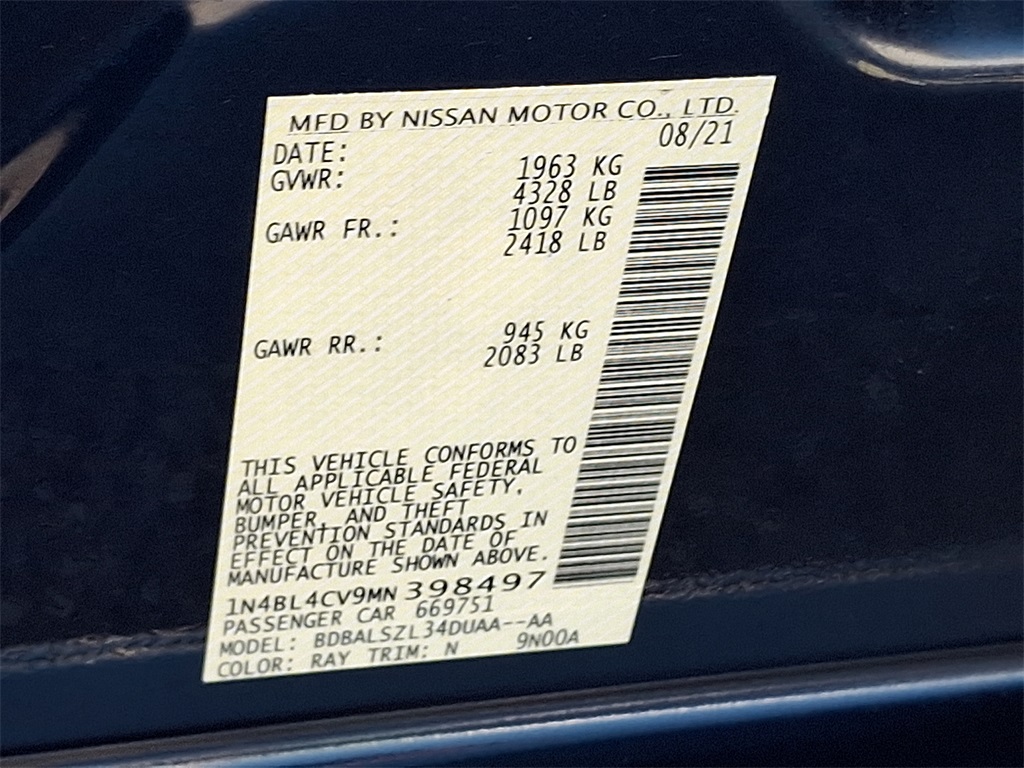 MFD BY NISSAN MOTOR CO., LTD.
DATE: 08/21
GVWR: 1963 KG
4328 LB
GAWR FR.: 1097 KG
2418 LB
GAWR RR.: 945 KG
2083 LB
THIS VEHICLE CONFORMS TO
ALL APPLICABLE FEDERAL
MOTOR VEHICLE SAFETY,
BUMPER, AND THEFT
PREVENTION STANDARDS IN
EFFECT ON THE DATE OF
MANUFACTURE SHOWN ABOVE.
1N4BL4CV9MN398497
PASSENGER CAR 669751
MODEL: BDBALSZL34DUAA--AA
COLOR: RAY TRIM: N 9N00A